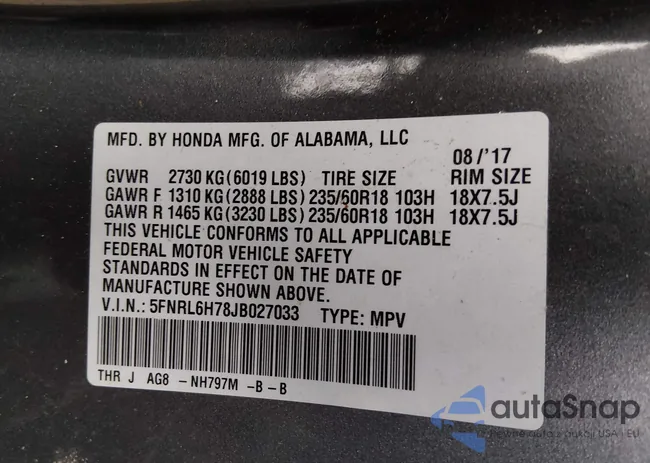 MFD. BY HONDA MFG. OF ALABAMA, LLC
08/'17
GVWR 2730 KG(6019 LBS) TIRE SIZE RIM SIZE
GAWR F 1310 KG(2888 LBS) 235/60R18 103H 18X7.5J
GAWR R 1465 KG(3230 LBS) 235/60R18 103H 18X7.5J
THIS VEHICLE CONFORMS TO ALL APPLICABLE
FEDERAL MOTOR VEHICLE SAFETY
STANDARDS IN EFFECT ON THE DATE OF
MANUFACTURE SHOWN ABOVE.
V.I.N.: 5FNRL6H78JB027033 TYPE: MPV
THR J AG8 -NH797M -B -B
autaSnap
USA i EU